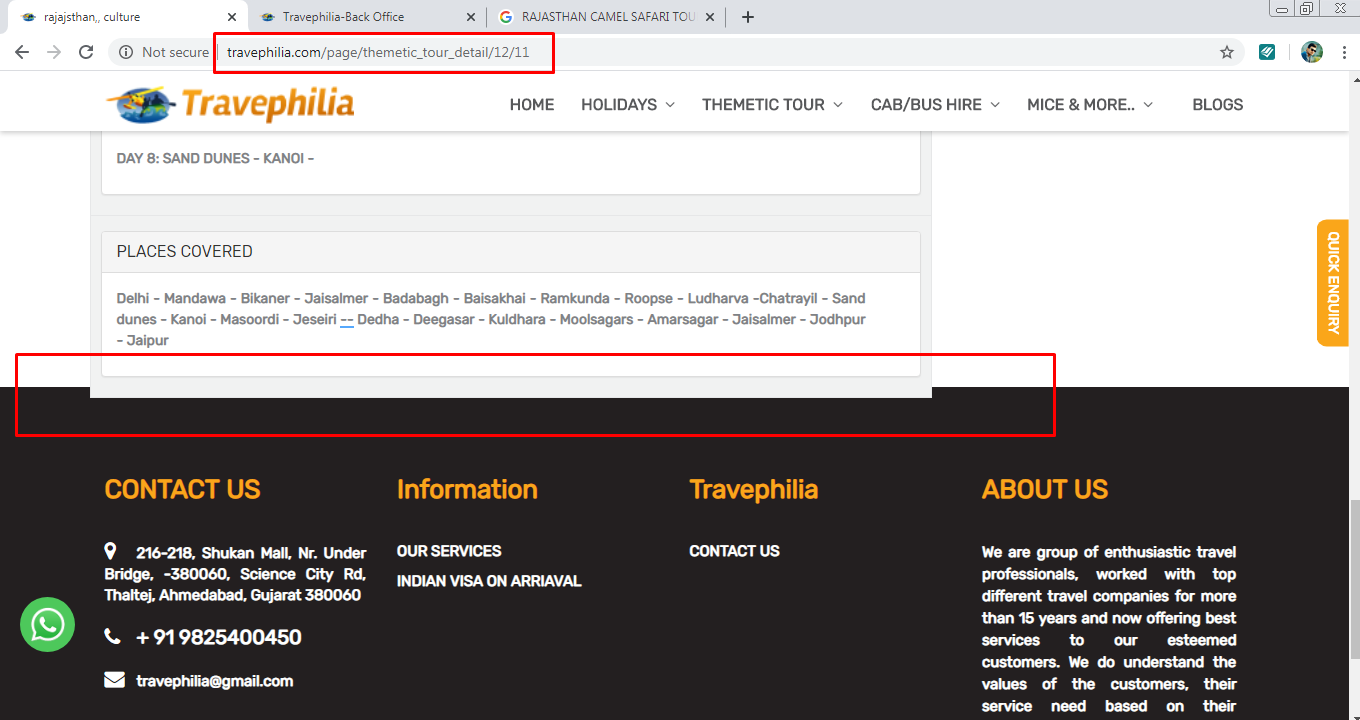 rajajsthan,, culture
Travephilia-Back Office
RAJASTHAN CAMEL SAFARI TOU
Not secure
travephilia.com/page/themetic_tour_detail/12/11
Travephilia
HOME
HOLIDAYS
THEMETIC TOUR
CAB/BUS HIRE
MICE & MORE..
BLOGS
DAY 8: SAND DUNES - KANOI -
QUICK ENQUIRY
PLACES COVERED
Delhi - Mandawa - Bikaner - Jaisalmer - Badabagh - Baisakhai - Ramkunda - Roopse - Ludharva -Chatrayil - Sand
dunes - Kanoi - Masoordi - Jeseiri -- Dedha - Deegasar - Kuldhara - Moolsagars - Amarsagar - Jaisalmer - Jodhpur
- Jaipur
CONTACT US
216-218, Shukan Mall, Nr. Under
Bridge, -380060, Science City Rd,
Thaltej, Ahmedabad, Gujarat 380060
+ 91 9825400450
travephilia@gmail.com
Information
OUR SERVICES
INDIAN VISA ON ARRIAVAL
Travephilia
CONTACT US
ABOUT US
We are group of enthusiastic travel
professionals, worked with top
different travel companies for more
than 15 years and now offering best
services to our esteemed
customers. We do understand the
values of the customers, their
service need based on their